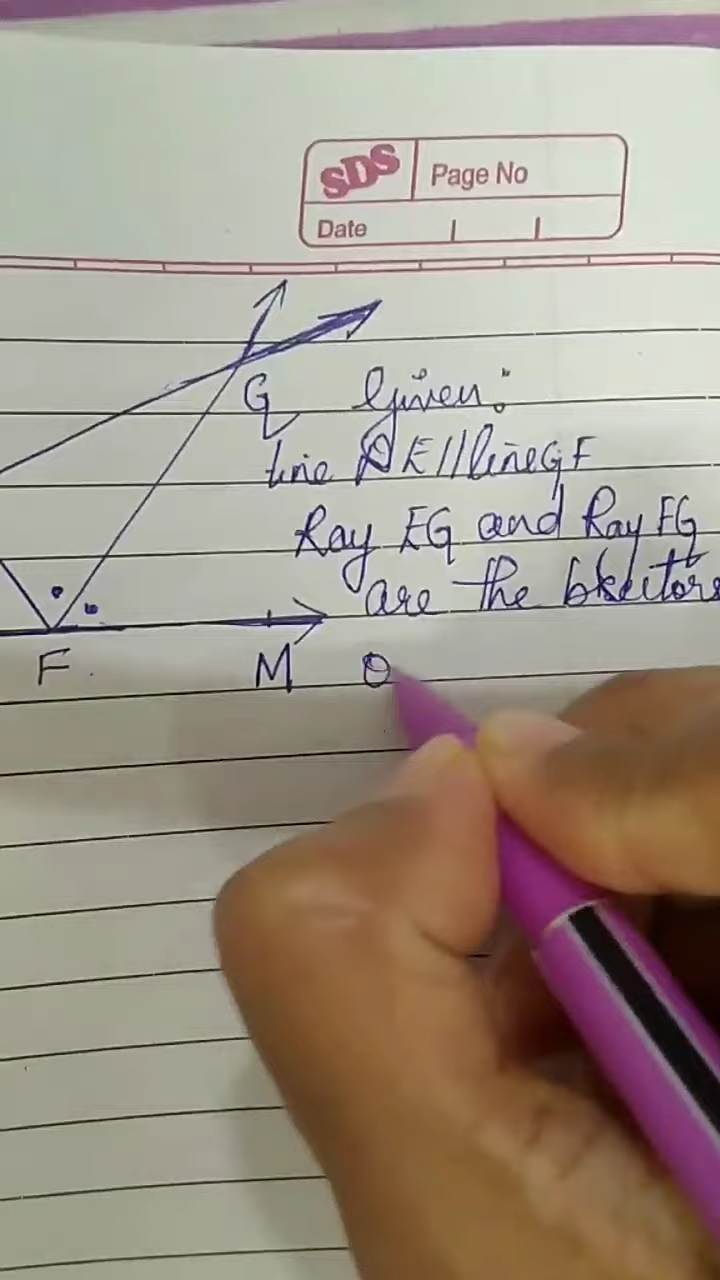 SDS Page No
Date
G Given:
line DE//line GF
Ray EG and Ray FG
are the bisectors
F M O